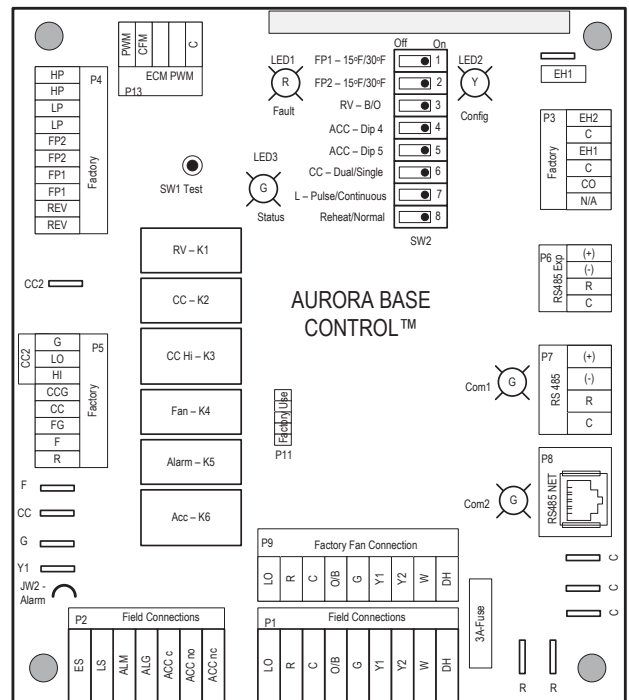 PWM
CFM
C
ECM PWM
P13
LED1
R
Fault
Off
On
FP1 – 15ºF/30ºF
1
FP2 – 15ºF/30ºF
2
RV – B/O
3
ACC – Dip 4
4
ACC – Dip 5
5
CC – Dual/Single
6
L – Pulse/Continuous
7
Reheat/Normal
8
SW2
LED2
Y
Config
EH1
HP
HP
LP
LP
FP2
FP2
FP1
FP1
REV
REV
P4
Factory
SW1 Test
LED3
G
Status
P3
Factory
EH2
C
EH1
C
CO
N/A
RV – K1
CC – K2
CC Hi – K3
Fan – K4
Alarm – K5
Acc – K6
AURORA BASE
CONTROL™
P6
RS485 Exp
(+)
(-)
R
C
CC2
CC2
G
LO
HI
CCG
CC
FG
F
R
P5
Factory
Factory Use
P11
Com1
G
P7
RS 485
(+)
(-)
R
C
Com2
G
P8
RS485 NET
F
CC
G
Y1
JW2 -
Alarm
P9
Factory Fan Connection
LO
R
C
O/B
G
Y1
Y2
W
DH
C
C
C
P2
Field Connections
ES
LS
ALM
ALG
ACC c
ACC no
ACC nc
P1
Field Connections
LO
R
C
O/B
G
Y1
Y2
W
DH
3A-Fuse
R
R